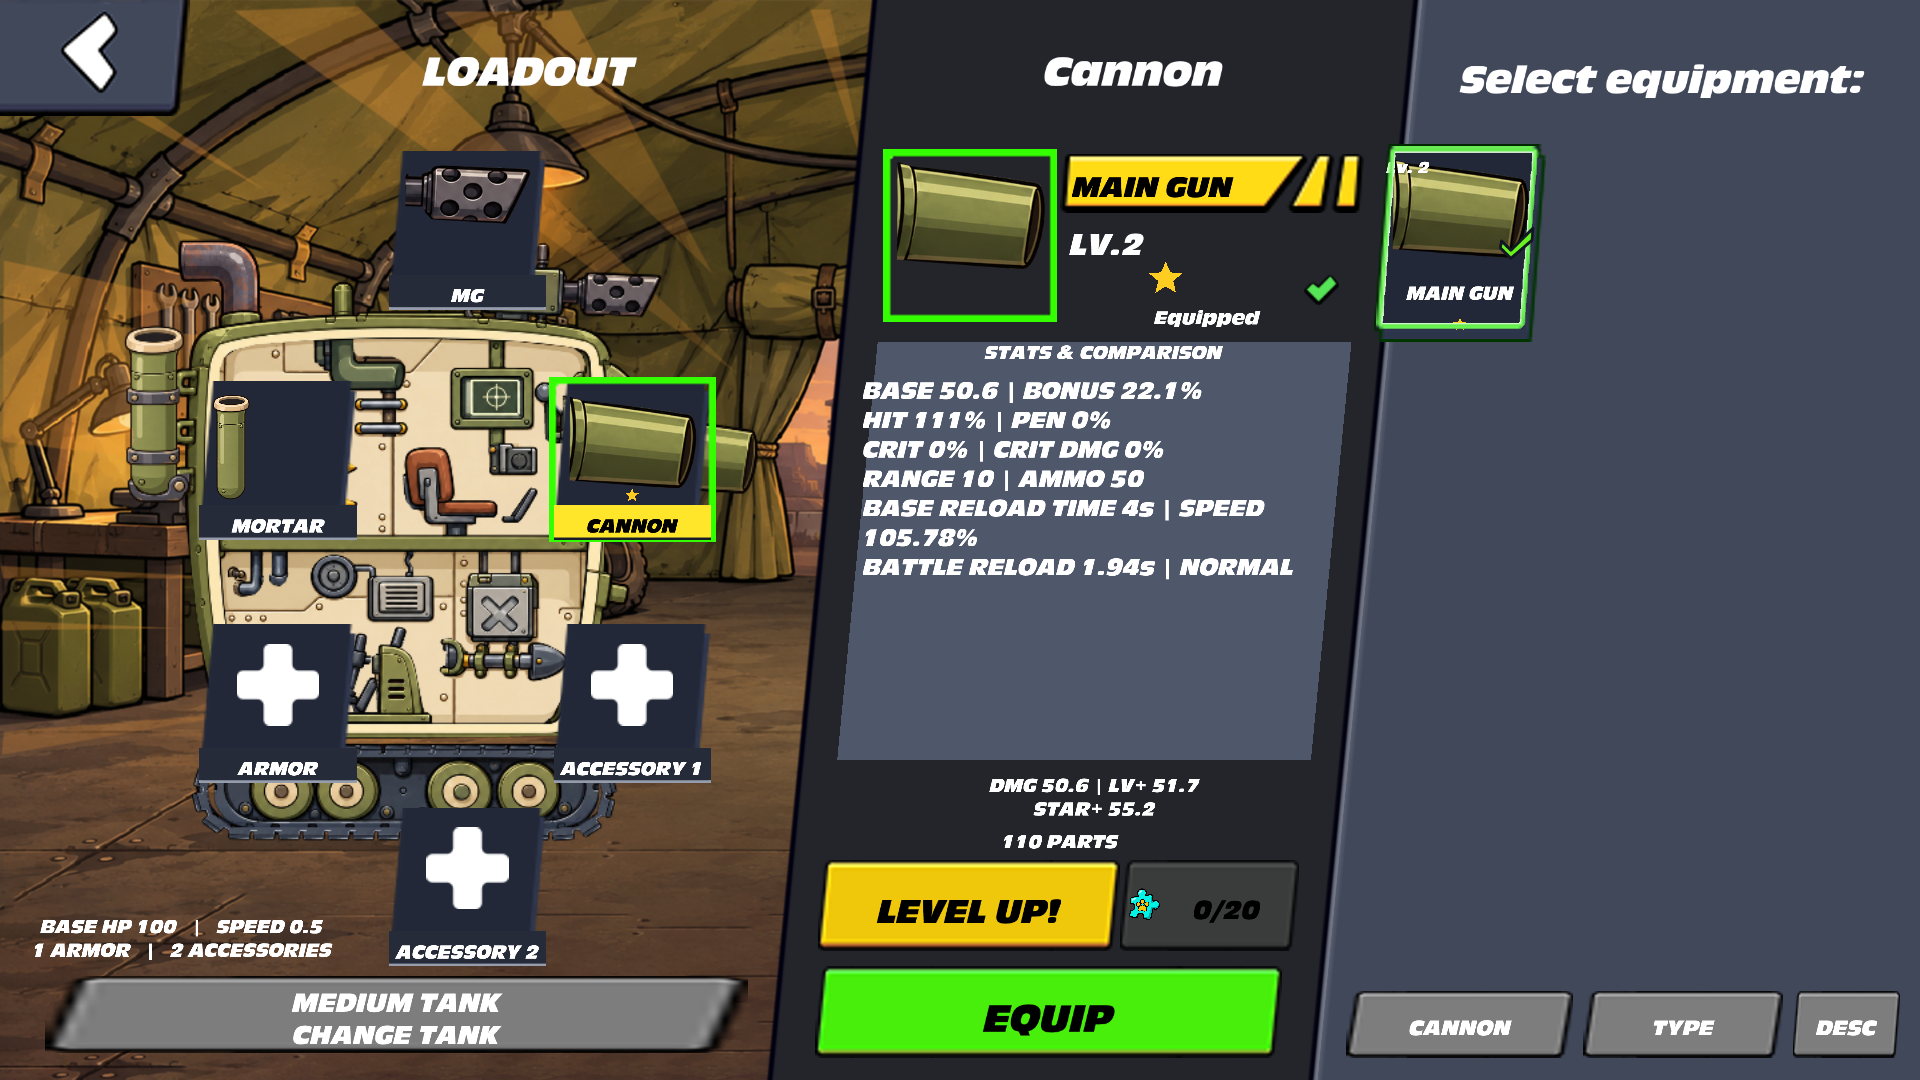 LOADOUT
MG
MORTAR
CANNON
ARMOR
ACCESSORY 1
ACCESSORY 2
BASE HP 100 | SPEED 0.5
1 ARMOR | 2 ACCESSORIES
MEDIUM TANK
CHANGE TANK
Cannon
MAIN GUN
LV.2
Equipped
STATS & COMPARISON
BASE 50.6 | BONUS 22.1%
HIT 111% | PEN 0%
CRIT 0% | CRIT DMG 0%
RANGE 10 | AMMO 50
BASE RELOAD TIME 4s | SPEED
105.78%
BATTLE RELOAD 1.94s | NORMAL
DMG 50.6 | LV+ 51.7
STAR+ 55.2
110 PARTS
LEVEL UP!
0/20
EQUIP
Select equipment:
Lv. 2
MAIN GUN
CANNON
TYPE
DESC